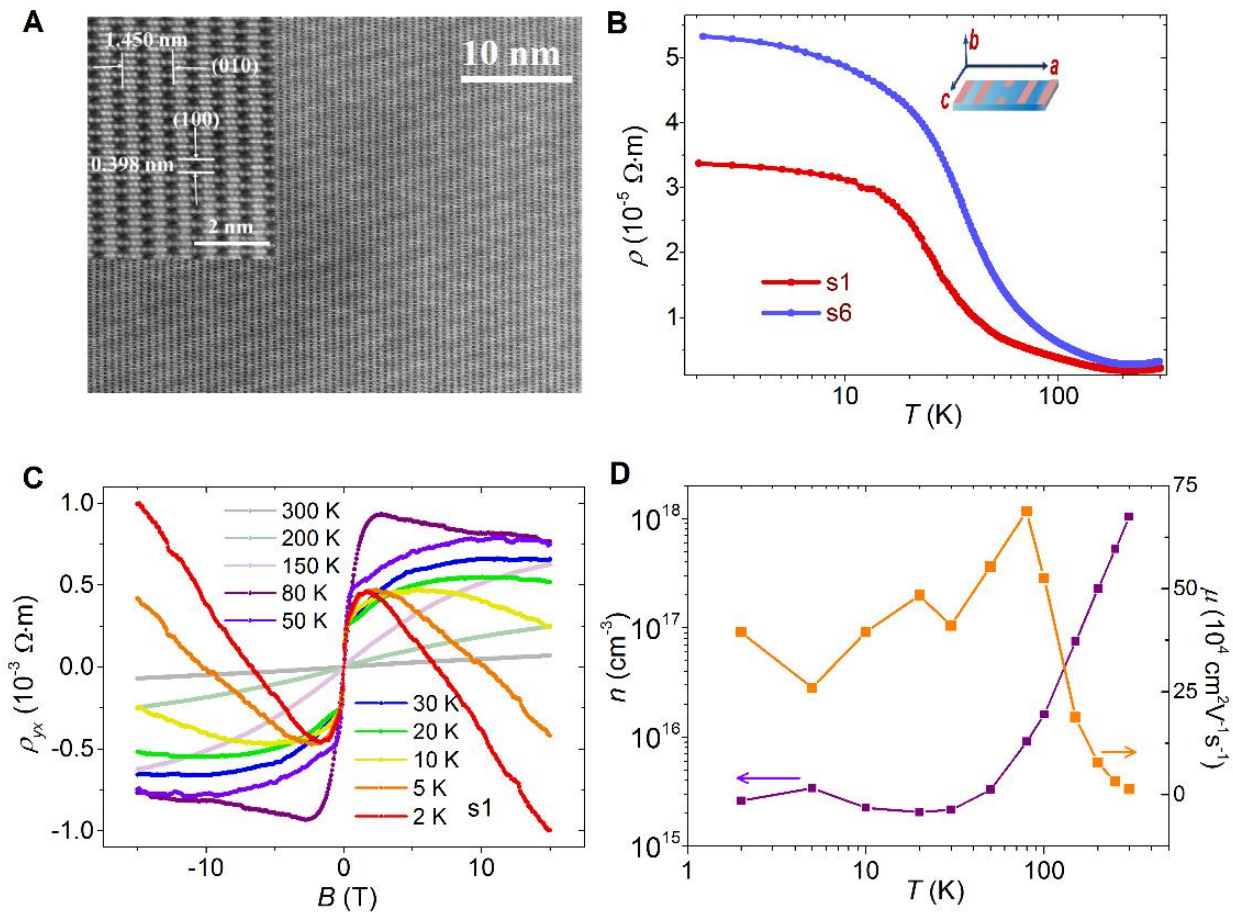 A
1.450 nm
(010)
(100)
0.398 nm
2 nm
10 nm
B
5
4
3
2
1
ρ (10⁻⁵ Ω·m)
b
a
c
s1
s6
10
100
T (K)
C
1.0
0.5
0.0
-0.5
-1.0
ρyx (10⁻³ Ω·m)
300 K
200 K
150 K
80 K
50 K
30 K
20 K
10 K
5 K
2 K
s1
-10
0
10
B (T)
D
10¹⁸
10¹⁷
10¹⁶
10¹⁵
n (cm⁻³)
75
50
25
0
μ (10⁴ cm²V⁻¹s⁻¹)
1
10
100
T (K)